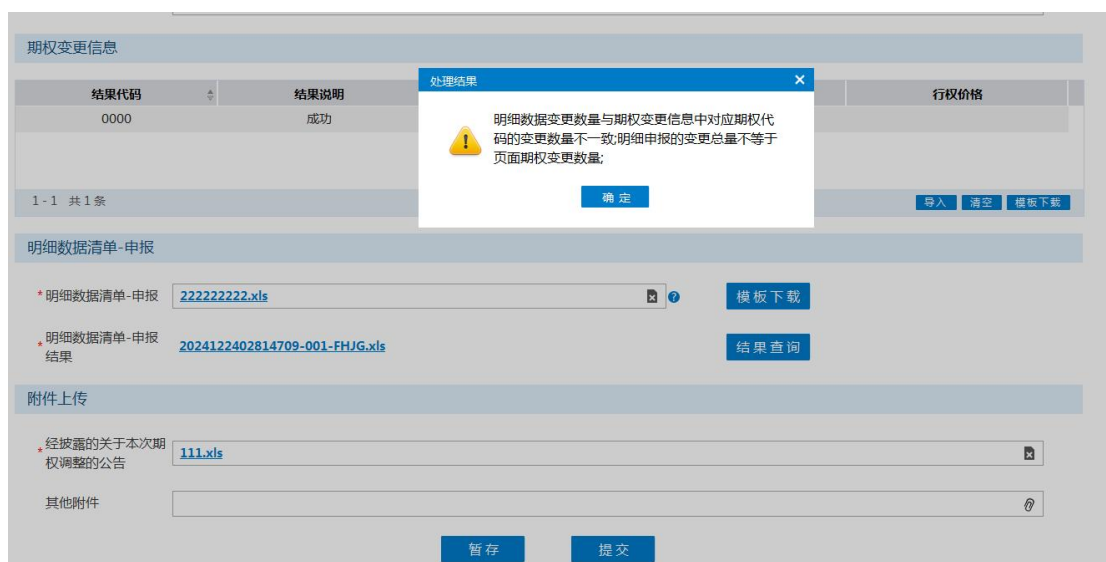 期权变更信息
处理结果
结果代码 结果说明 行权价格
0000 成功
明细数据变更数量与期权变更信息中对应期权代
码的变更数量不一致;明细申报的变更总量不等于
页面期权变更数量;
确定
1-1 共1条 导入 清空 模板下载
明细数据清单-申报
*明细数据清单-申报 222222222.xls 模板下载
*明细数据清单-申报
结果 2024122402814709-001-FHJG.xls 结果查询
附件上传
*经披露的关于本次期
权调整的公告 111.xls
其他附件
暂存 提交